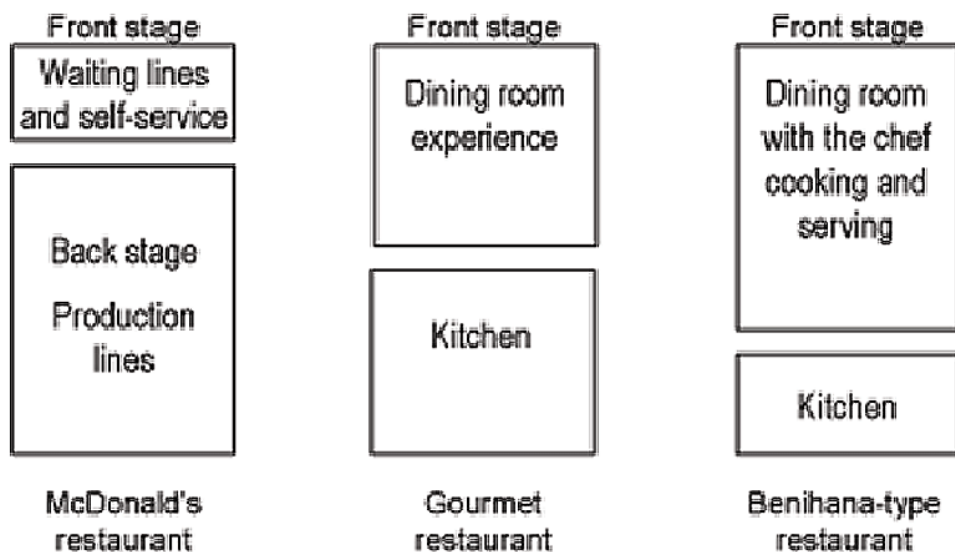 Front stage
Waiting lines
and self-service
Back stage
Production
lines
McDonald's
restaurant
Front stage
Dining room
experience
Kitchen
Gourmet
restaurant
Front stage
Dining room
with the chef
cooking and
serving
Kitchen
Benihana-type
restaurant